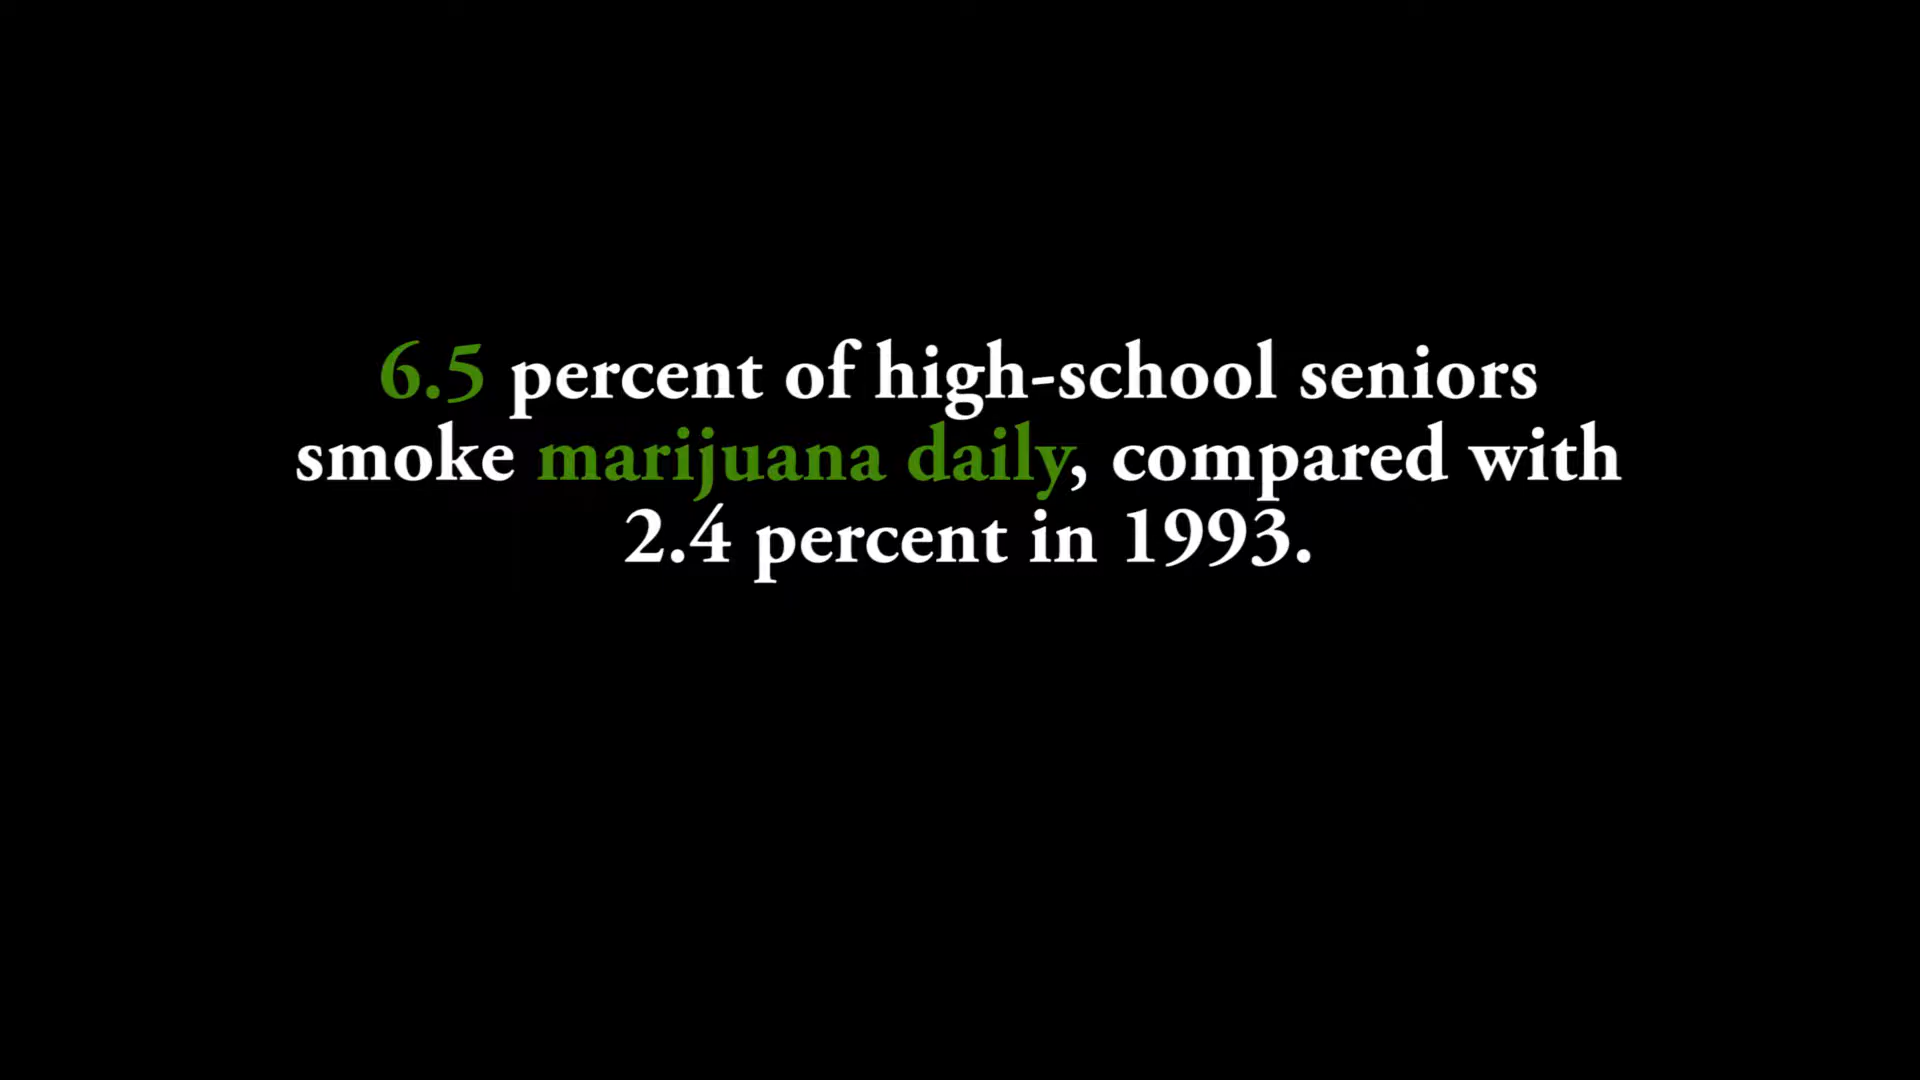 6.5 percent of high-school seniors
smoke marijuana daily, compared with
2.4 percent in 1993.